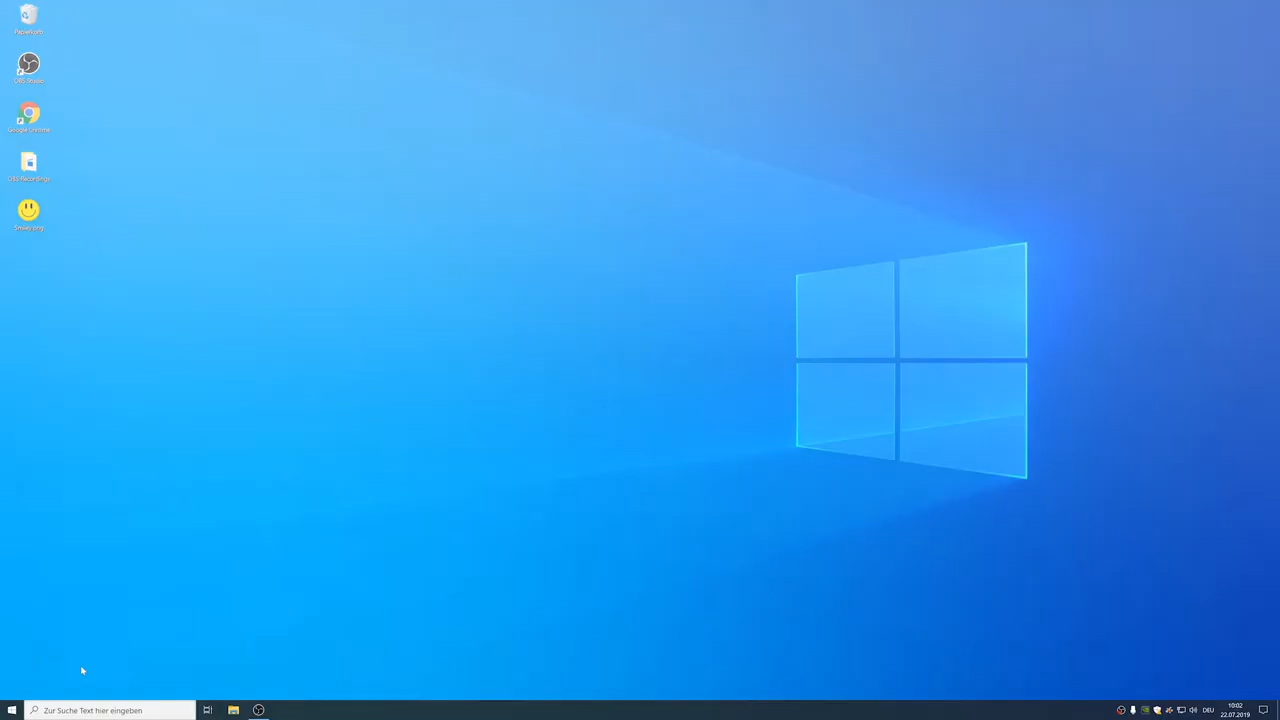 Papierkorb
OBS Studio
Google Chrome
OBS Recordings
Smiley.png
Zur Suche Text hier eingeben
DEU
10:02
22.07.2019